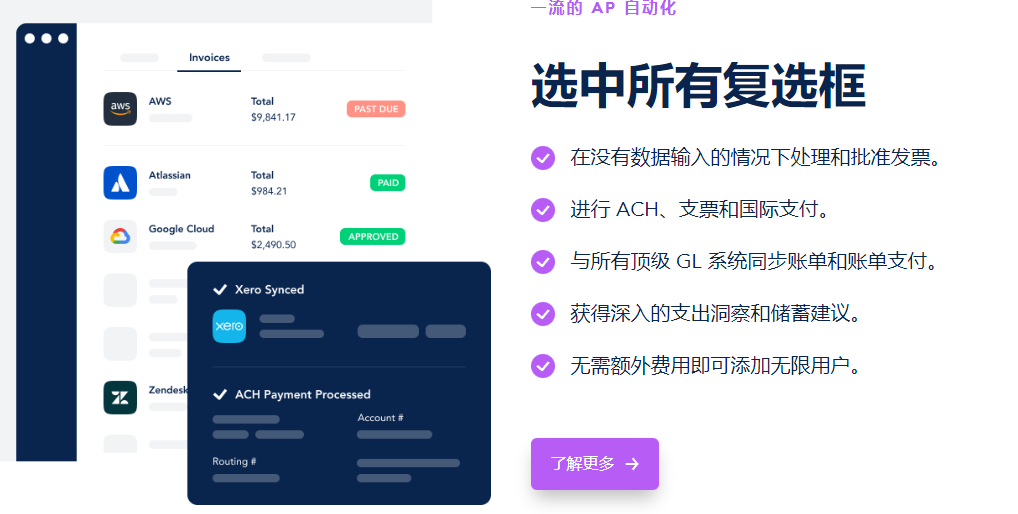 一流的 AP 自动化
选中所有复选框
在没有数据输入的情况下处理和批准发票。
进行 ACH、支票和国际支付。
与所有顶级 GL 系统同步账单和账单支付。
获得深入的支出洞察和储蓄建议。
无需额外费用即可添加无限用户。
了解更多
Invoices
aws
AWS
Total
$9,841.17
PAST DUE
Atlassian
Total
$984.21
PAID
Google Cloud
Total
$2,490.50
APPROVED
Zendesk
Xero Synced
xero
ACH Payment Processed
Account #
Routing #